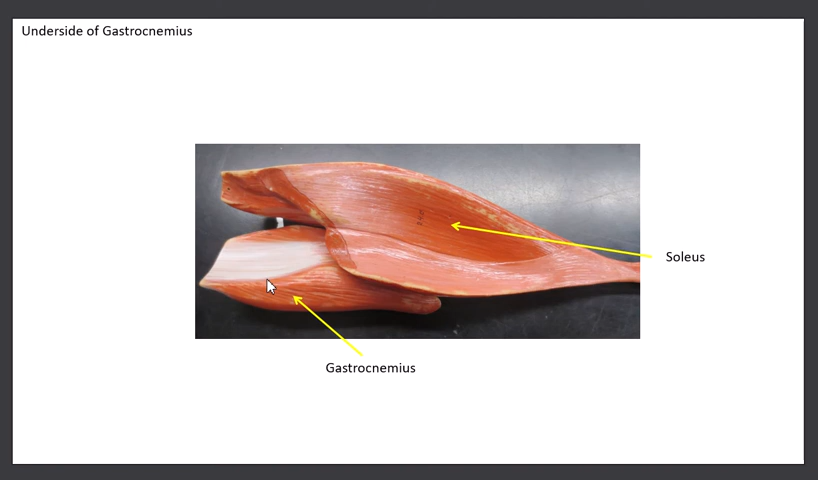 Underside of Gastrocnemius
Soleus
Gastrocnemius